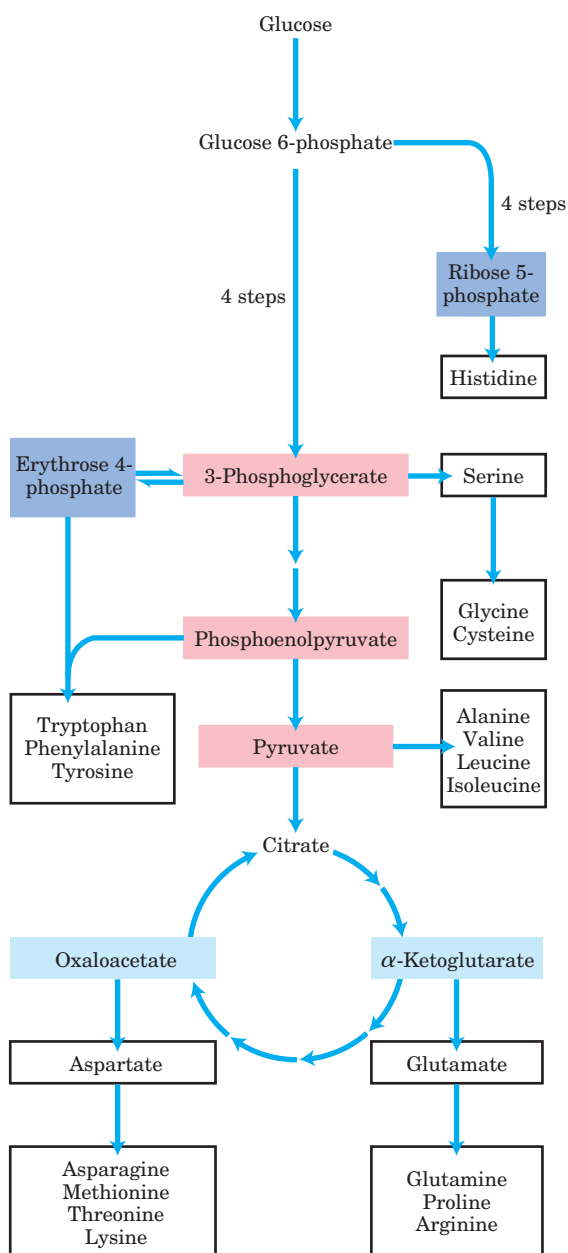 Glucose
Glucose 6-phosphate
4 steps
Ribose 5-
phosphate
4 steps
Histidine
Erythrose 4-
phosphate
3-Phosphoglycerate
Serine
Glycine
Cysteine
Phosphoenolpyruvate
Tryptophan
Phenylalanine
Tyrosine
Pyruvate
Alanine
Valine
Leucine
Isoleucine
Citrate
Oxaloacetate
α-Ketoglutarate
Aspartate
Glutamate
Asparagine
Methionine
Threonine
Lysine
Glutamine
Proline
Arginine